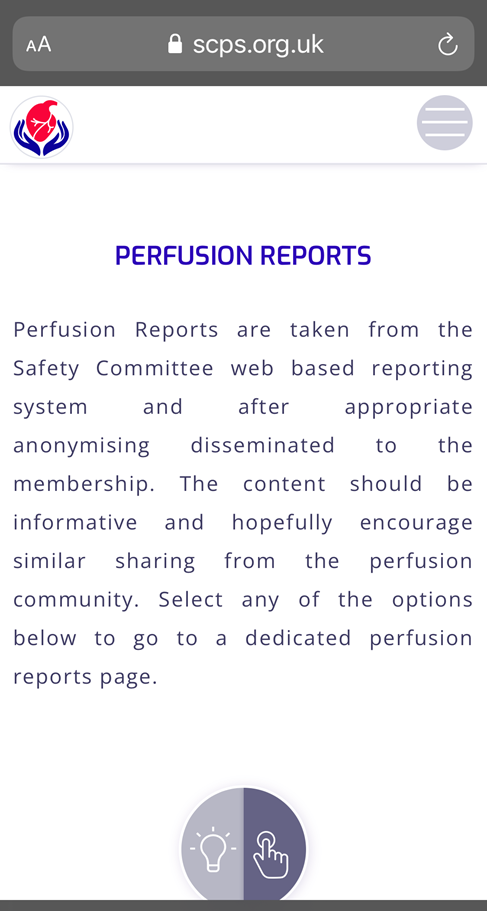 AA scps.org.uk
PERFUSION REPORTS
Perfusion Reports are taken from the
Safety Committee web based reporting
system and after appropriate
anonymising disseminated to the
membership. The content should be
informative and hopefully encourage
similar sharing from the perfusion
community. Select any of the options
below to go to a dedicated perfusion
reports page.